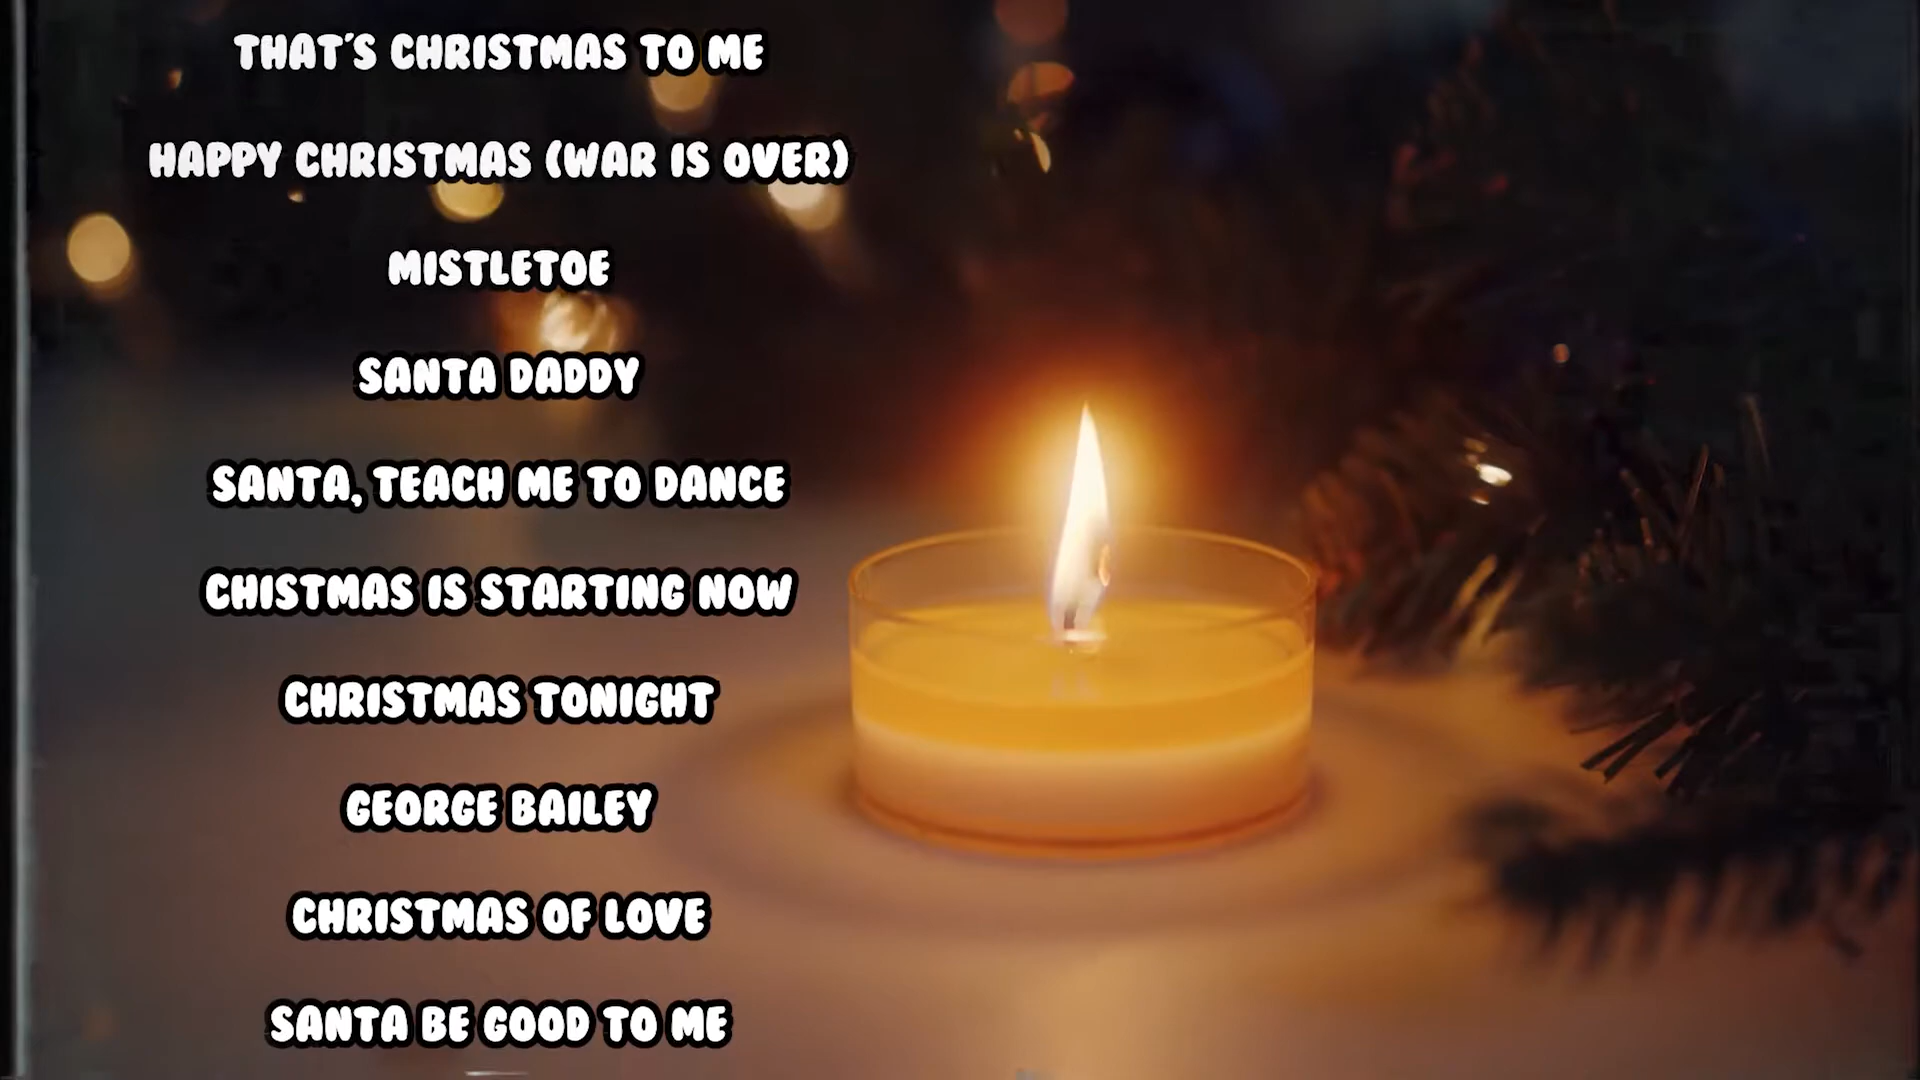 THAT'S CHRISTMAS TO ME
HAPPY CHRISTMAS (WAR IS OVER)
MISTLETOE
SANTA DADDY
SANTA, TEACH ME TO DANCE
CHISTMAS IS STARTING NOW
CHRISTMAS TONIGHT
GEORGE BAILEY
CHRISTMAS OF LOVE
SANTA BE GOOD TO ME